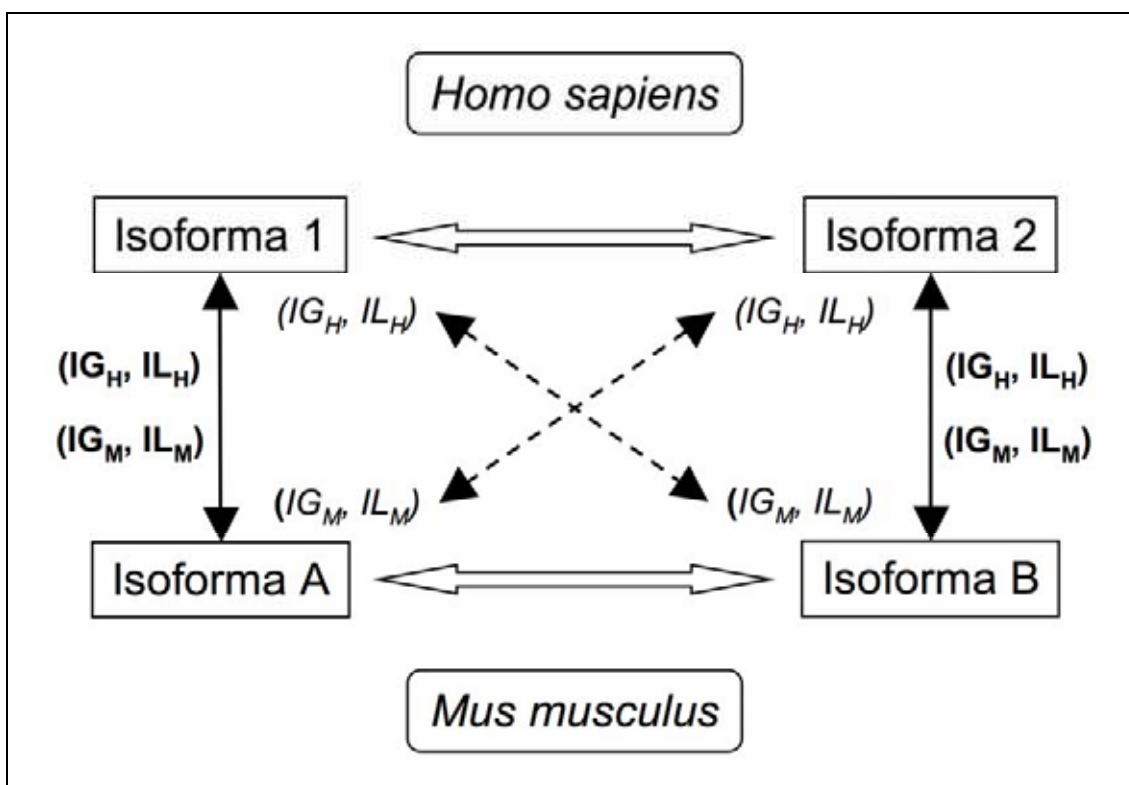 Homo sapiens
Isoforma 1
Isoforma 2
(IG_H, IL_H)
(IG_H, IL_H)
(IG_H, IL_H)
(IG_H, IL_H)
(IG_M, IL_M)
(IG_M, IL_M)
(IG_M, IL_M)
(IG_M, IL_M)
Isoforma A
Isoforma B
Mus musculus